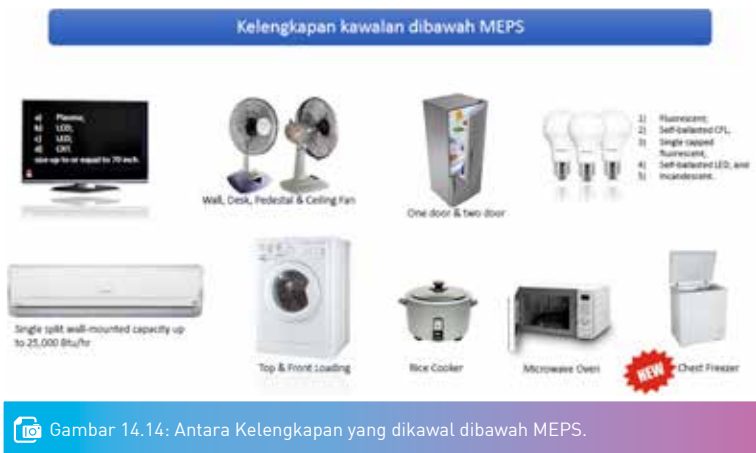 Kelengkapan kawalan dibawah MEPS
a) Plasma;
b) LCD;
c) LED;
d) CRT.
size up to or equal to 70 inch.
Wall, Desk, Pedestal & Ceiling Fan
One door & two door
1) Fluorescent;
2) Self-ballasted CFL,
3) Single capped
fluorescent,
4) Self-ballasted LED, and
5) Incandescent.
Single split wall-mounted capacity up
to 25,000 Btu/hr
Top & Front Loading
Rice Cooker
Microwave Oven
NEW
Chest Freezer
Gambar 14.14: Antara Kelengkapan yang dikawal dibawah MEPS.